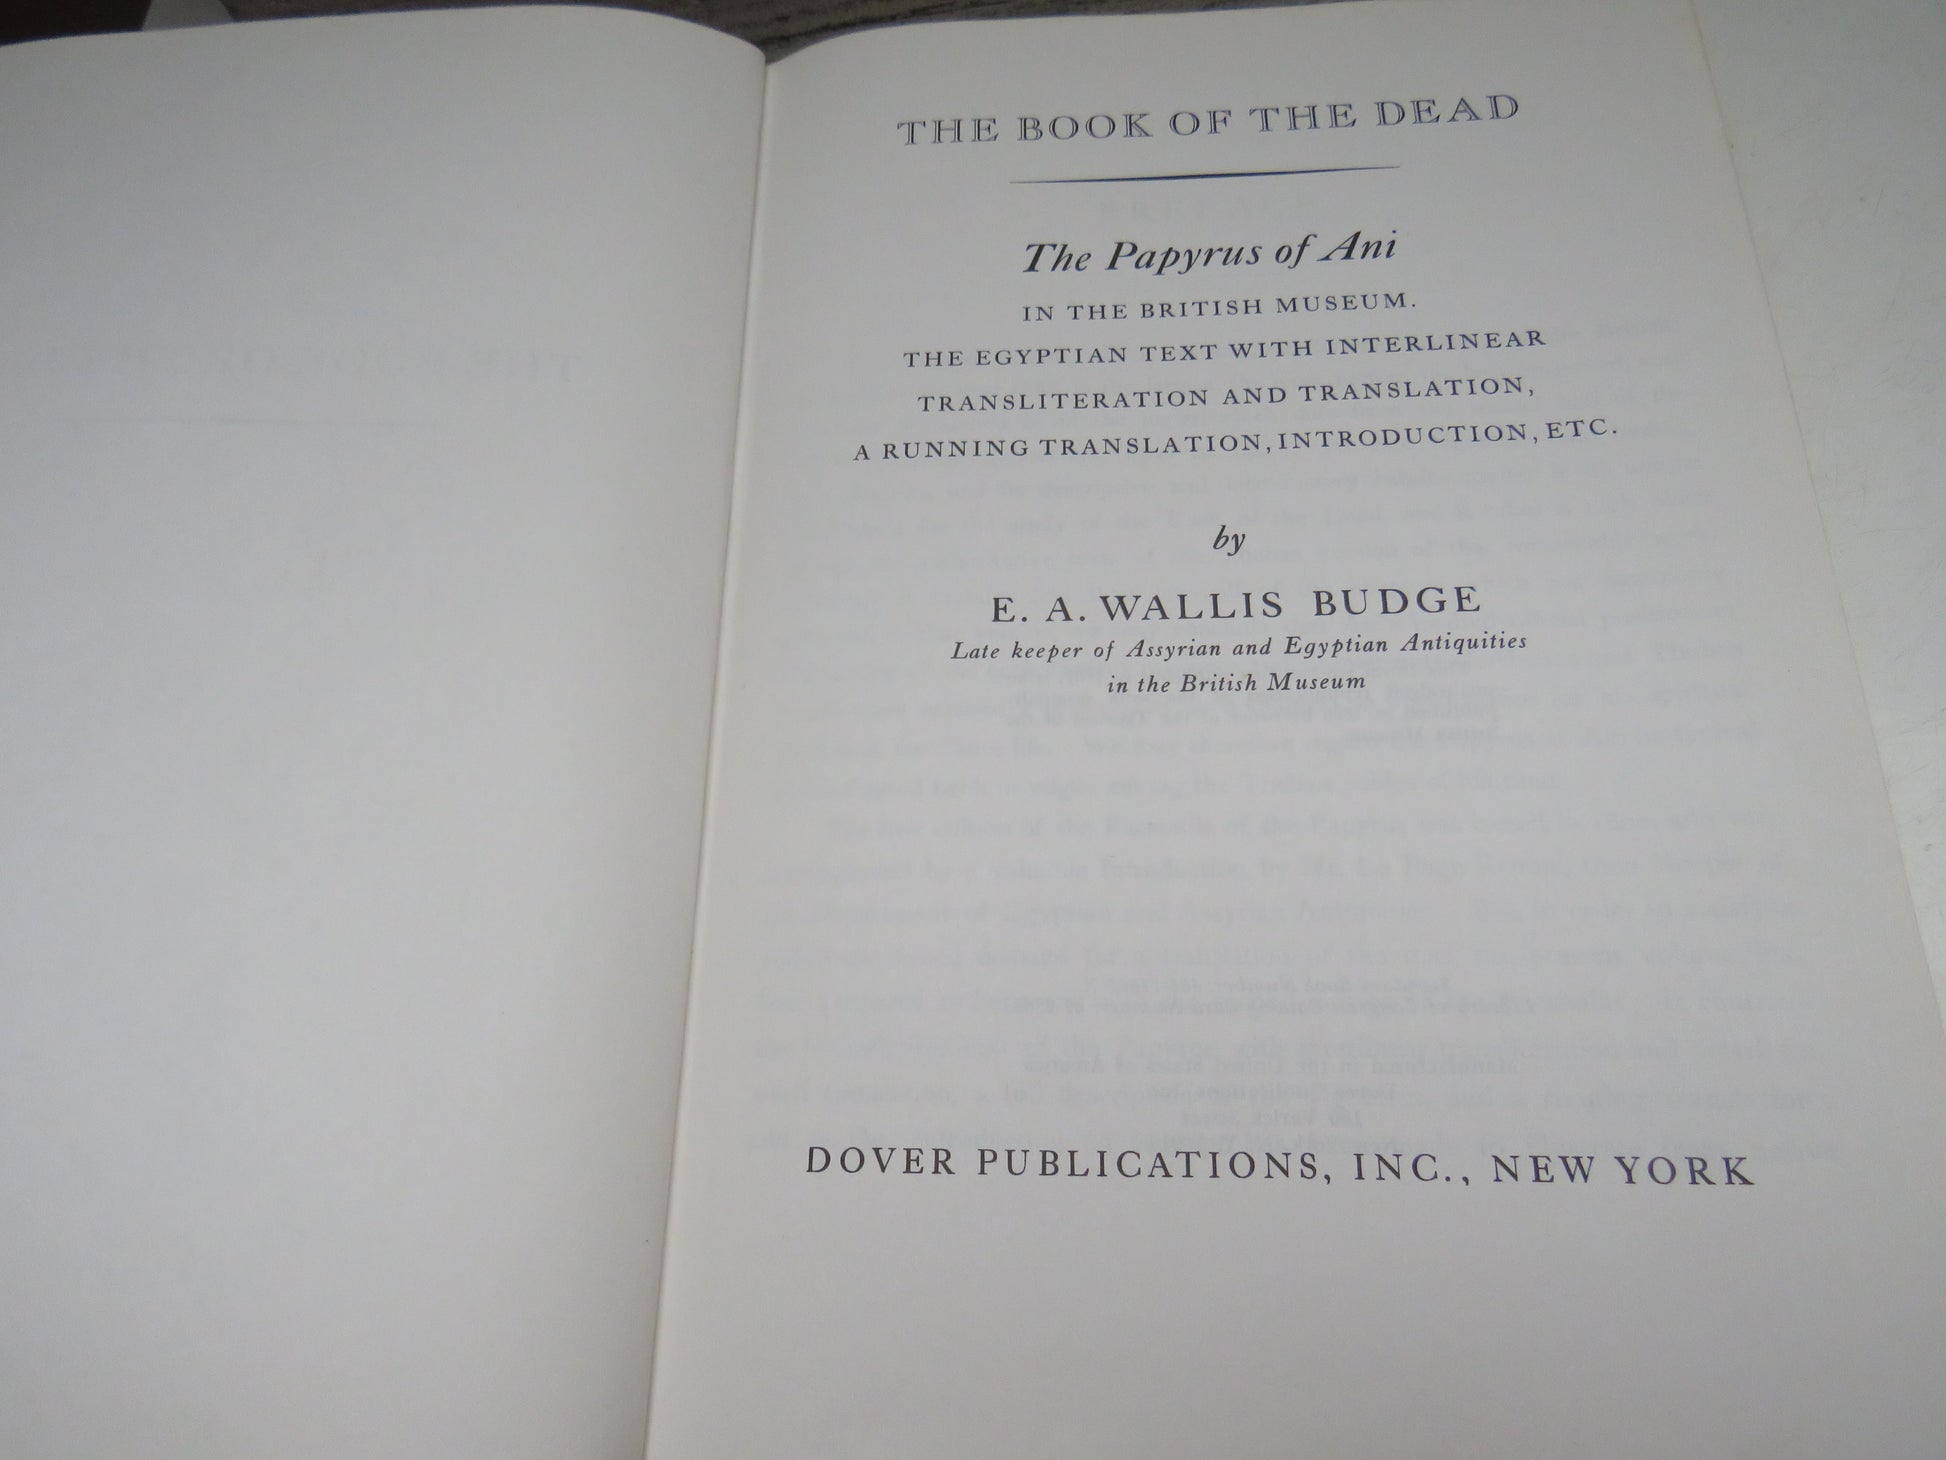 THE BOOK OF THE DEAD
The Papyrus of Ani
IN THE BRITISH MUSEUM.
THE EGYPTIAN TEXT WITH INTERLINEAR
TRANSLITERATION AND TRANSLATION,
A RUNNING TRANSLATION, INTRODUCTION, ETC.
by
E. A. WALLIS BUDGE
Late keeper of Assyrian and Egyptian Antiquities
in the British Museum
DOVER PUBLICATIONS, INC., NEW YORK